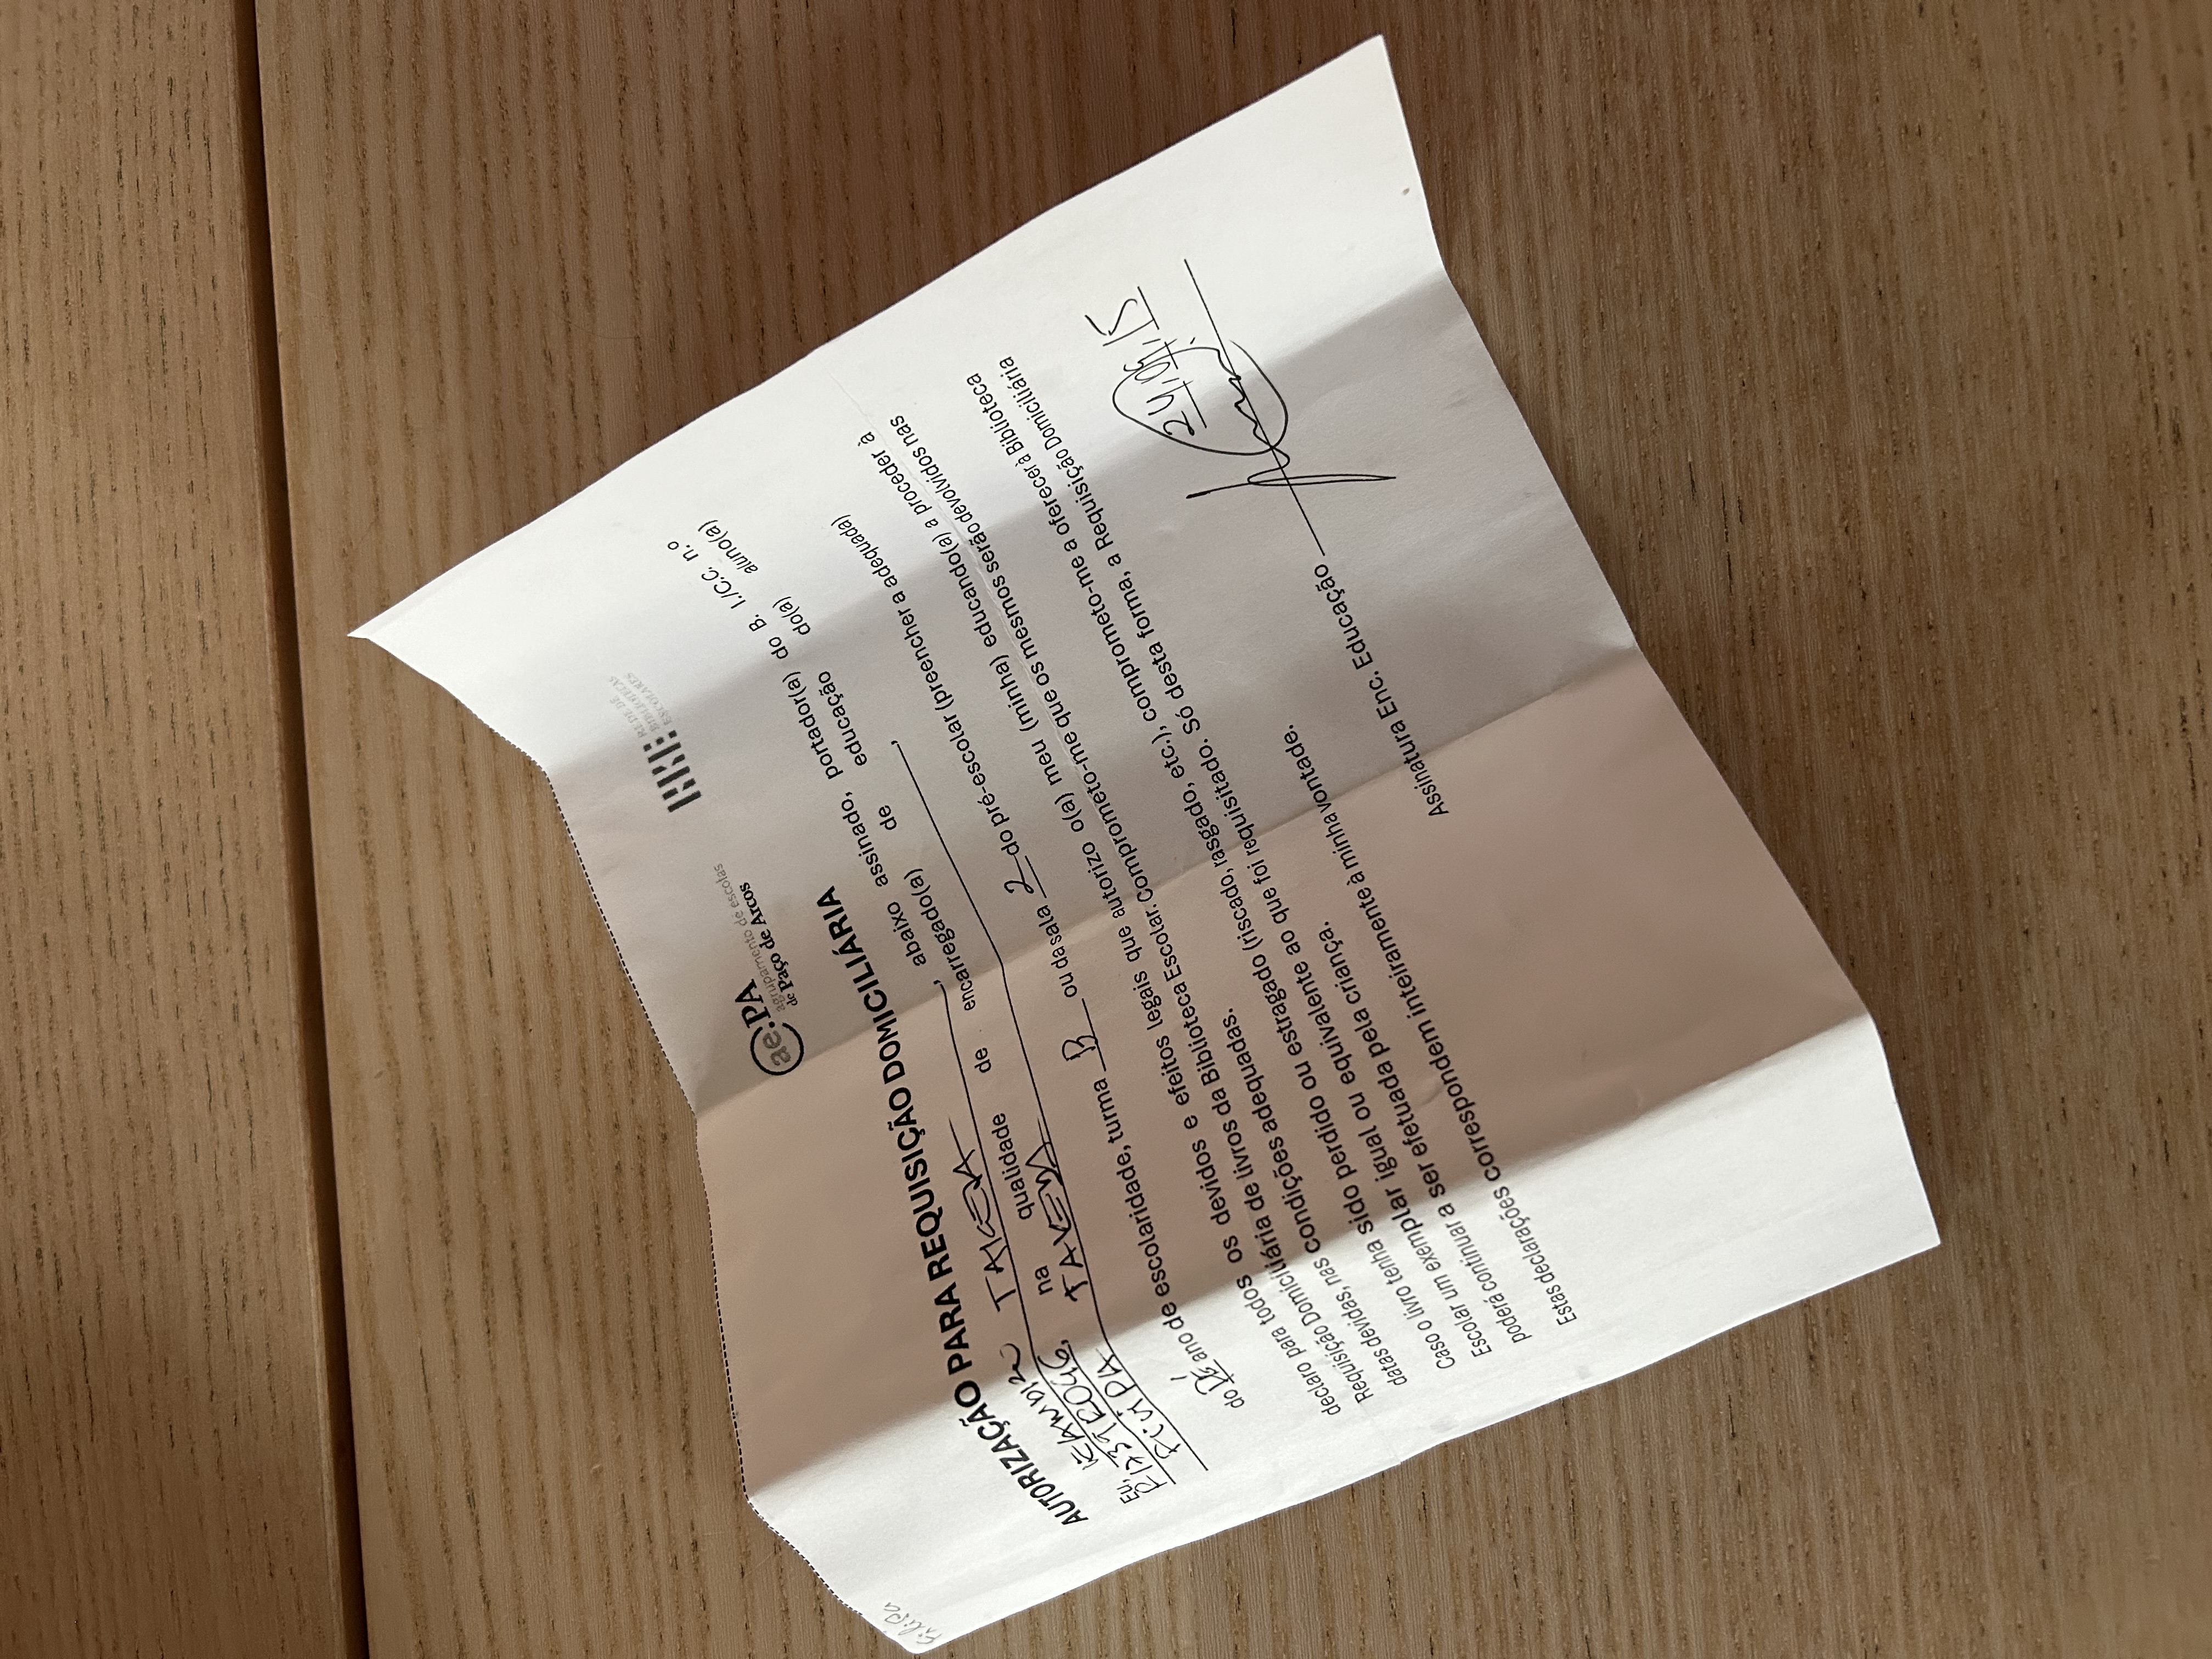 Filipa
ae.PA
agrupamento de escolas
de Paço de Arcos
RBE
REDE DE
BIBLIOTECAS
ESCOLARES
AUTORIZAÇÃO PARA REQUISIÇÃO DOMICILIÁRIA
Eu, TAKEDA, abaixo assinado, portador(a) do B. I./C.C. n.º
na qualidade de encarregado(a) de educação do(a) aluno(a)
FILIPA TAKEDA,
do PÉ ano de escolaridade, turma B ou da sala 2 do pré-escolar (preencher a adequada)
declaro para todos os devidos e efeitos legais que autorizo o(a) meu (minha) educando(a) a proceder à
Requisição Domiciliária de livros da Biblioteca Escolar. Comprometo-me que os mesmos serão devolvidos nas
datas devidas, nas condições adequadas.
Caso o livro tenha sido perdido ou estragado (riscado, rasgado, etc.), comprometo-me a oferecer à Biblioteca
Escolar um exemplar igual ou equivalente ao que foi requisitado. Só desta forma, a Requisição Domiciliária
poderá continuar a ser efetuada pela criança.
Estas declarações correspondem inteiramente à minha vontade.
24,09,15
Assinatura Enc. Educação